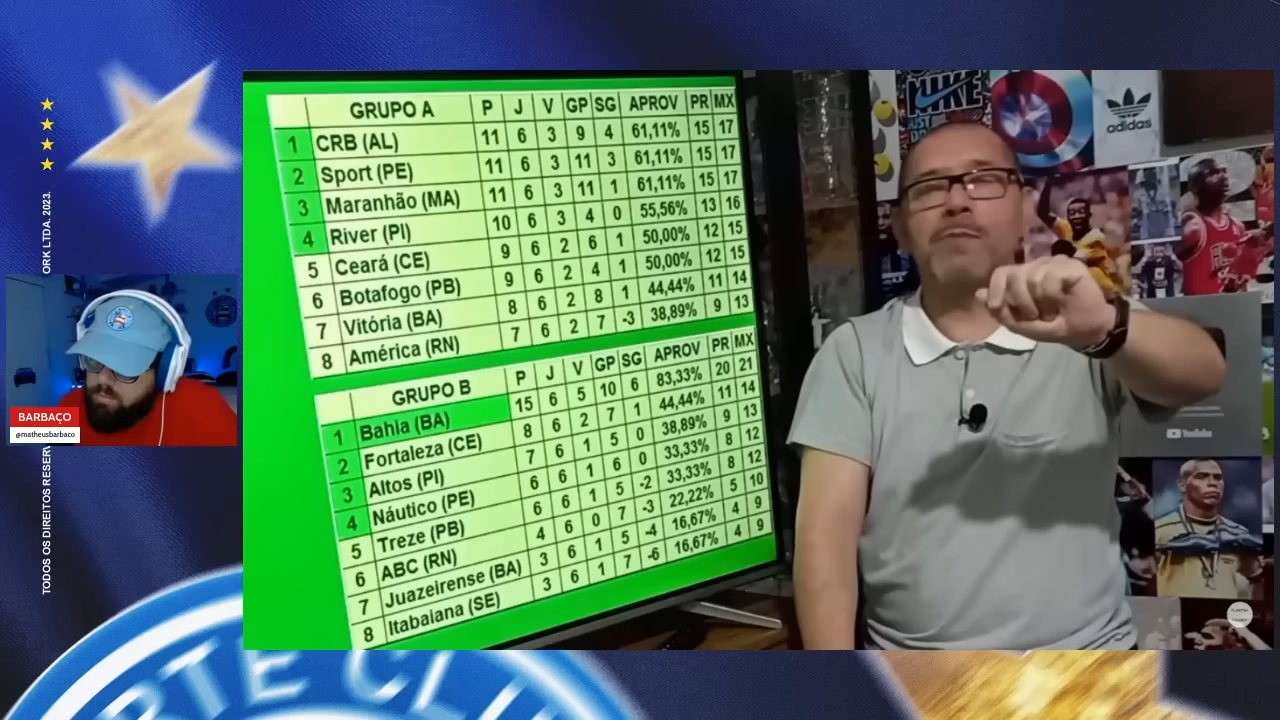 ★★★★
TODOS OS DIREITOS RESERV
ORK LTDA. 2023.
GRUPO A P J V GP SG APROV PR MX
1 CRB (AL) 11 6 3 9 4 61,11% 15 17
2 Sport (PE) 11 6 3 11 3 61,11% 15 17
3 Maranhão (MA) 11 6 3 11 1 61,11% 15 17
4 River (PI) 10 6 3 4 0 55,56% 13 16
5 Ceará (CE) 9 6 2 6 1 50,00% 12 15
6 Botafogo (PB) 9 6 2 4 1 50,00% 12 15
7 Vitória (BA) 8 6 2 8 1 44,44% 11 14
8 América (RN) 7 6 2 7 -3 38,89% 9 13
GRUPO B P J V GP SG APROV PR MX
1 Bahia (BA) 15 6 5 10 6 83,33% 20 21
2 Fortaleza (CE) 8 6 2 7 1 44,44% 11 14
3 Altos (PI) 7 6 1 5 0 38,89% 9 13
4 Náutico (PE) 6 6 1 6 0 33,33% 8 12
5 Treze (PB) 6 6 1 5 -2 33,33% 8 12
6 ABC (RN) 4 6 0 7 -3 22,22% 5 10
7 Juazeirense (BA) 3 6 1 5 -4 16,67% 4 9
8 Itabaiana (SE) 3 6 1 7 -6 16,67% 4 9
NIKE
JUST
adidas
YouTube
BARBAÇO
@matheusbarbaco
RTE CLU